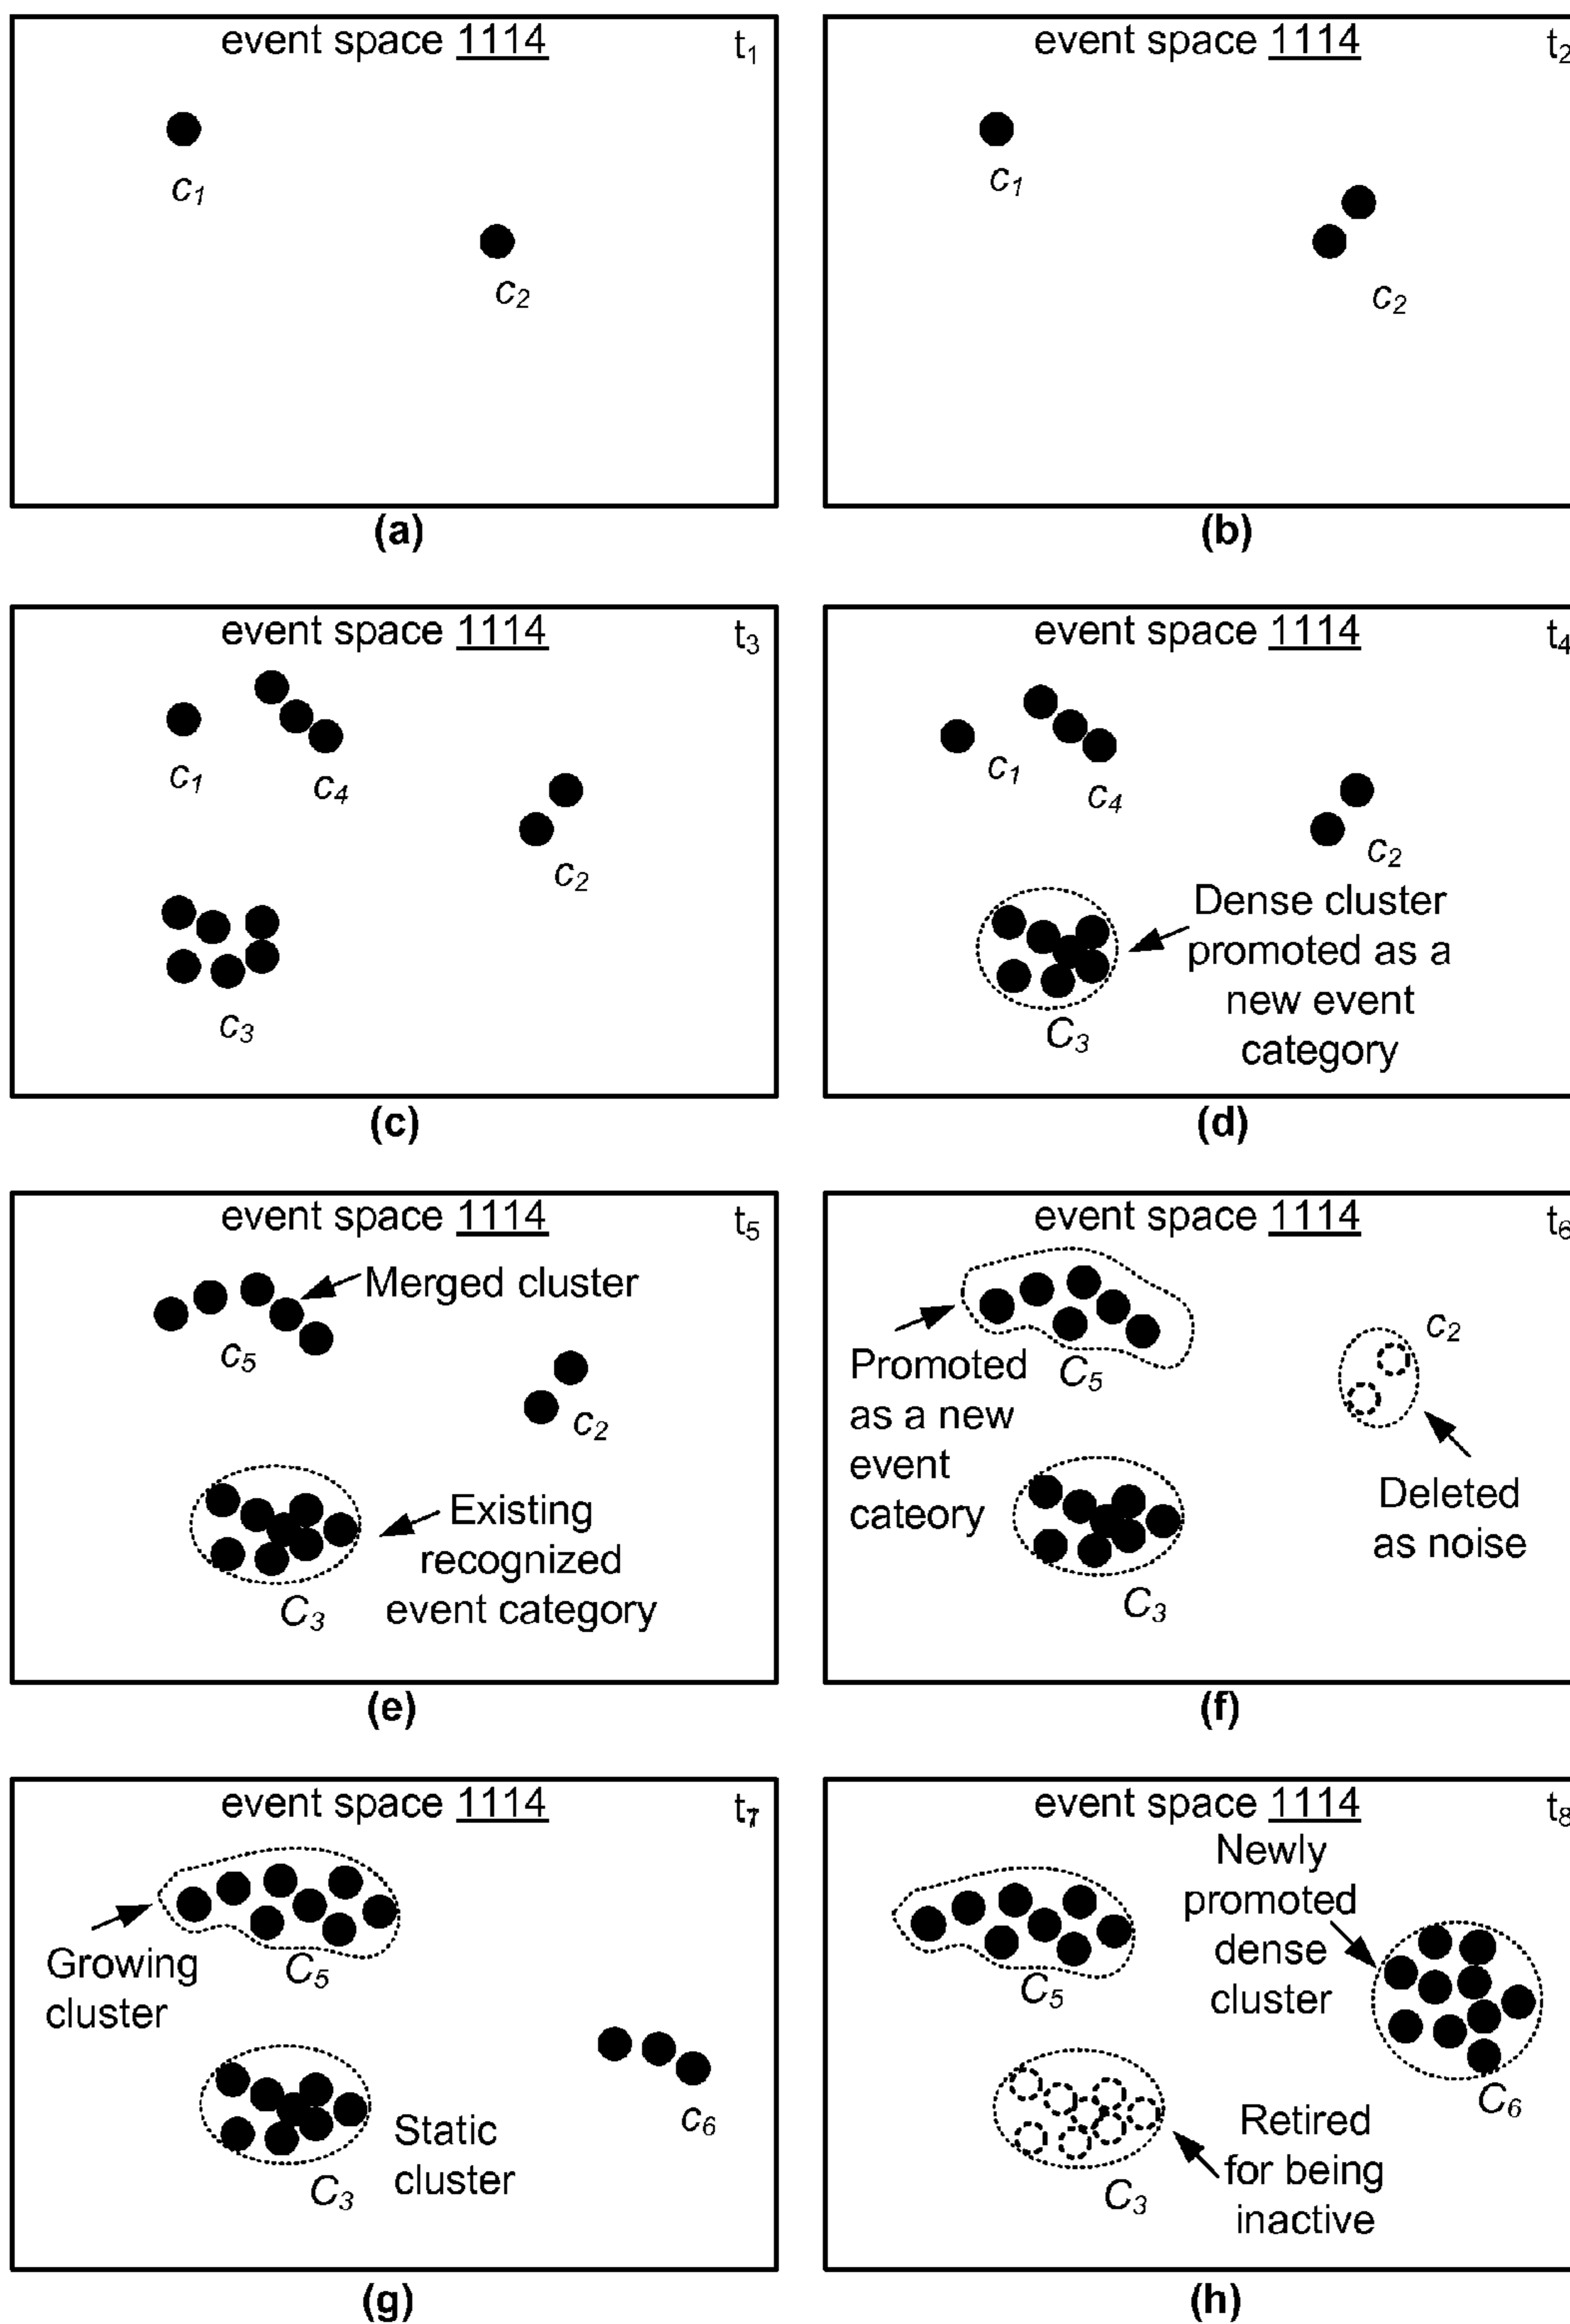 event space 1114 t1
c1
c2
(a)
event space 1114 t2
c1
c2
(b)
event space 1114 t3
c1
c4
c2
c3
(c)
event space 1114 t4
c1
c4
c2
Dense cluster
promoted as a
new event
category
C3
(d)
event space 1114 t5
Merged cluster
c5
c2
Existing
recognized
event category
C3
(e)
event space 1114 t6
c2
Promoted
as a new
event
cateory
C5
Deleted
as noise
C3
(f)
event space 1114 t7
Growing
cluster
C5
c6
Static
cluster
C3
(g)
event space 1114 t8
Newly
promoted
dense
cluster
C5
C6
Retired
for being
inactive
C3
(h)